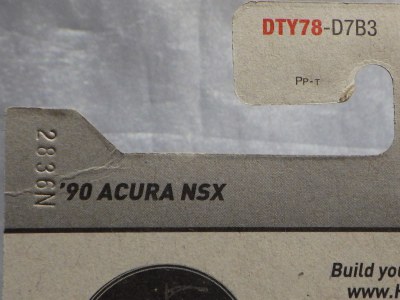 DTY78-D7B3
PP-T
2836N
'90 ACURA NSX
Build you
www.H